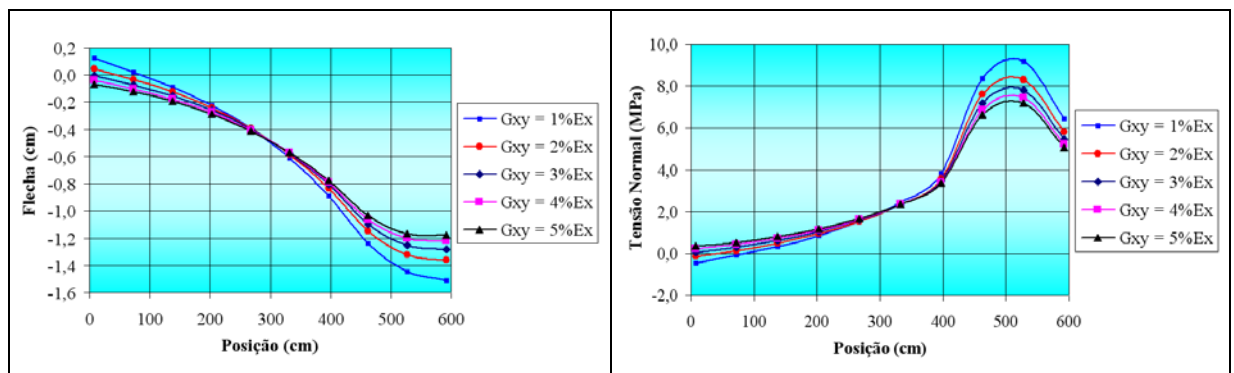 0,2
0,0
-0,2
-0,4
-0,6
-0,8
-1,0
-1,2
-1,4
-1,6
Flecha (cm)
0 100 200 300 400 500 600
Posição (cm)
Gxy = 1%Ex
Gxy = 2%Ex
Gxy = 3%Ex
Gxy = 4%Ex
Gxy = 5%Ex
10,0
8,0
6,0
4,0
2,0
0,0
-2,0
Tensão Normal (MPa)
0 100 200 300 400 500 600
Posição (cm)
Gxy = 1%Ex
Gxy = 2%Ex
Gxy = 3%Ex
Gxy = 4%Ex
Gxy = 5%Ex